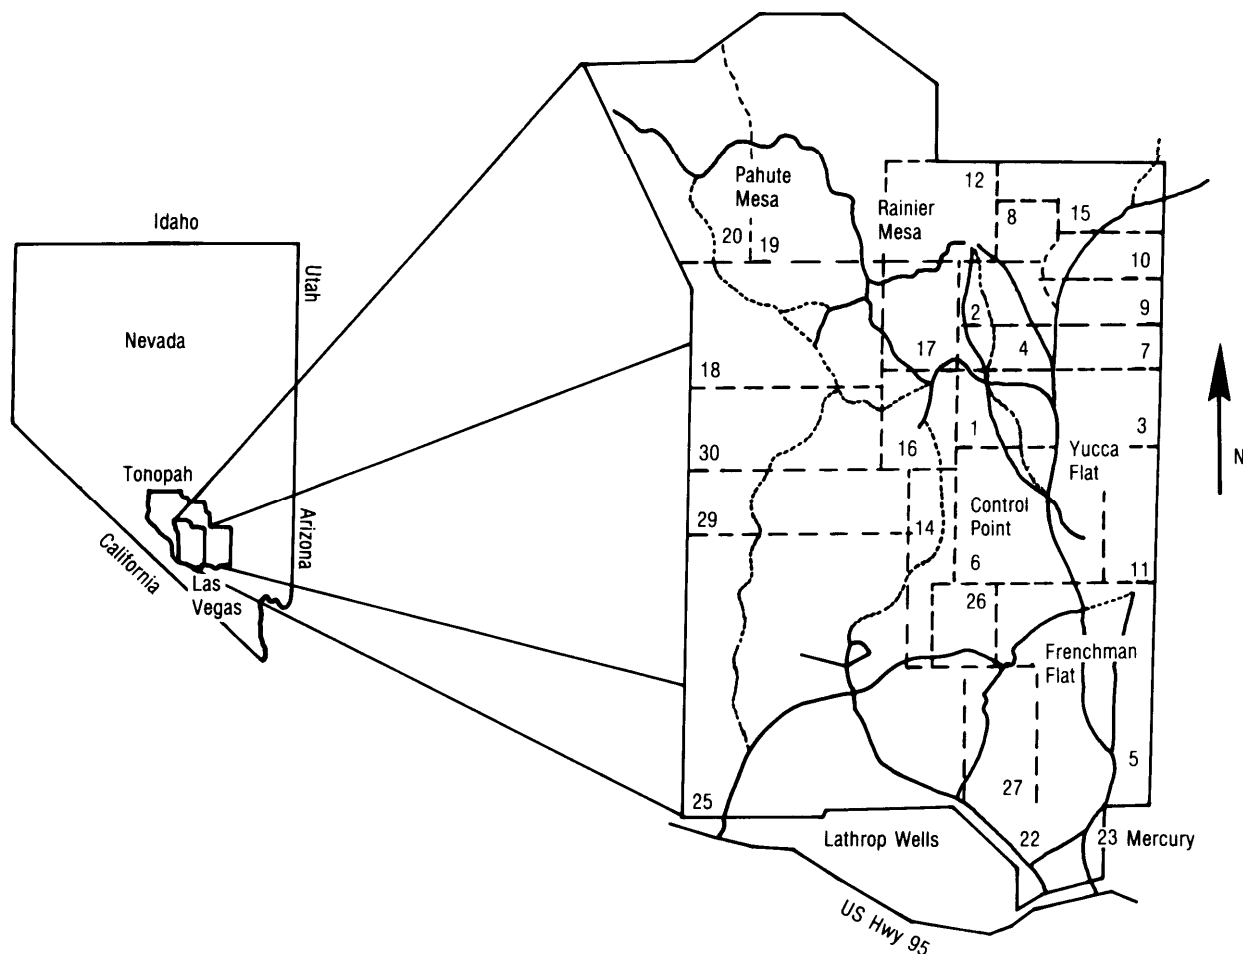 Idaho
Utah
Nevada
Tonopah
Arizona
California
Las
Vegas
Pahute
Mesa
20
19
12
Rainier
Mesa
8
15
10
9
2
17
4
7
18
1
3
16
Yucca
Flat
30
29
14
Control
Point
6
11
26
Frenchman
Flat
5
25
27
Lathrop Wells
22
23 Mercury
US Hwy 95
N